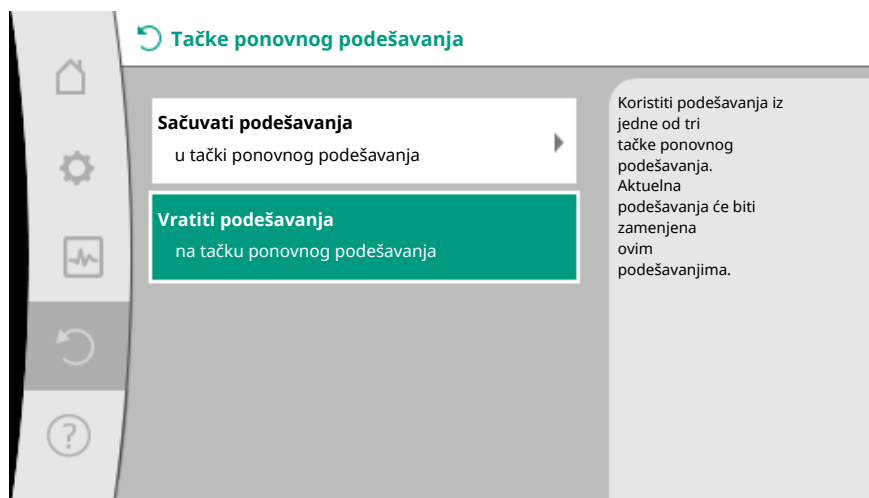 Tačke ponovnog podešavanja
Sačuvati podešavanja
u tački ponovnog podešavanja
Vratiti podešavanja
na tačku ponovnog podešavanja
Koristiti podešavanja iz
jedne od tri
tačke ponovnog
podešavanja.
Aktuelna
podešavanja će biti
zamenjena
ovim
podešavanjima.
?